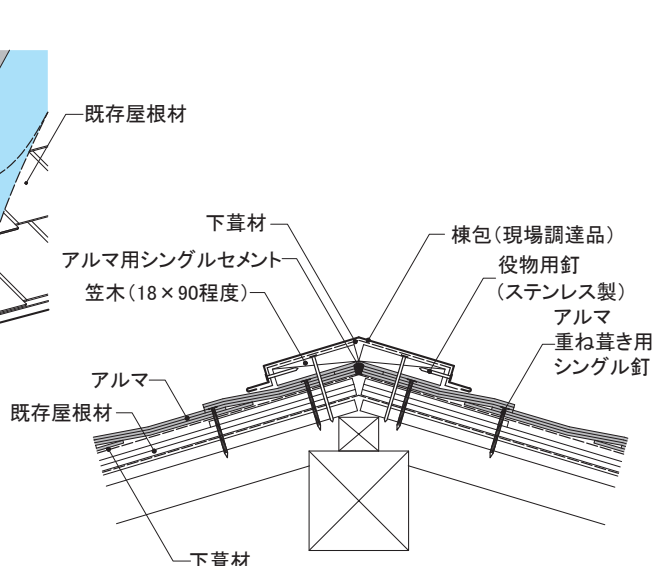 既存屋根材
下葺材
アルマ用シングルセメント
笠木(18×90程度)
棟包(現場調達品)
役物用釘
(ステンレス製)
アルマ
重ね葺き用
シングル釘
アルマ
既存屋根材
下葺材